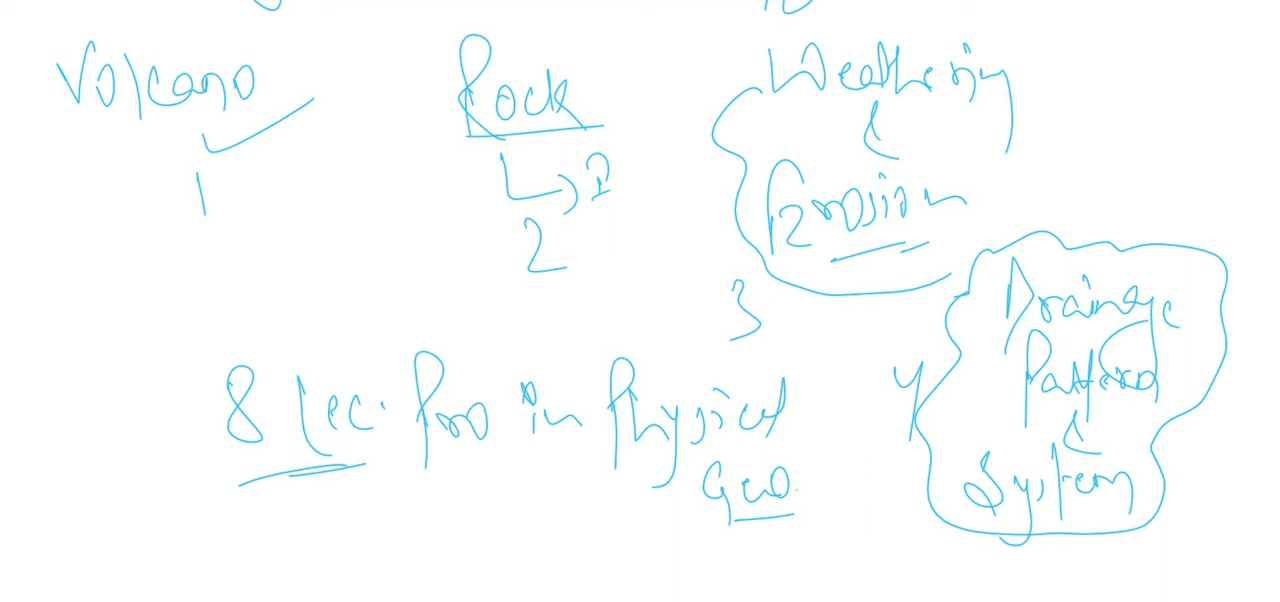 Volcano
1
Rock
2
Weathering
&
Erosion
3
Drainage
Pattern
&
System
4
8 Lec. Pro in Physical
Geo.